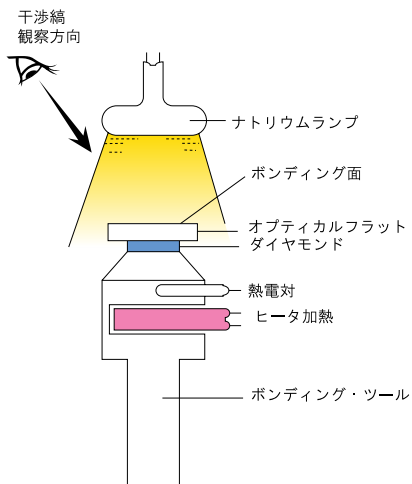 干渉縞
観察方向
ナトリウムランプ
ボンディング面
オプティカルフラット
ダイヤモンド
熱電対
ヒータ加熱
ボンディング・ツール